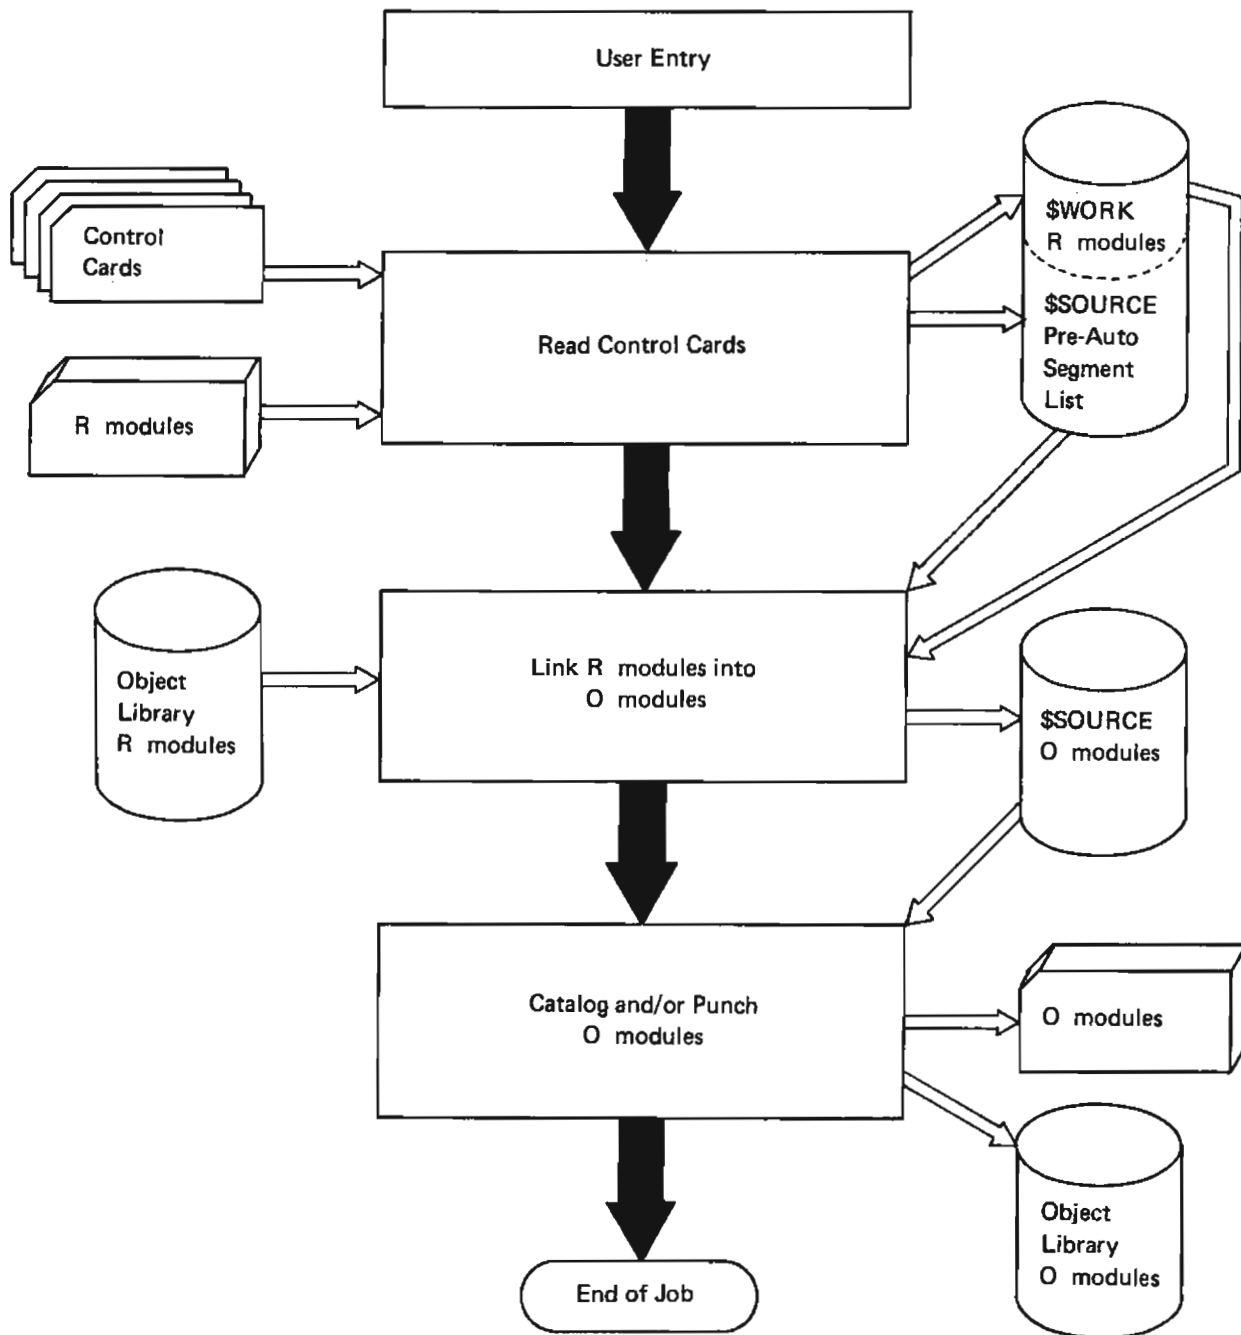 User Entry
Control
Cards
$WORK
R modules
$SOURCE
Pre-Auto
Segment
List
Read Control Cards
R modules
Object
Library
R modules
Link R modules into
O modules
$SOURCE
O modules
Catalog and/or Punch
O modules
O modules
Object
Library
O modules
End of Job